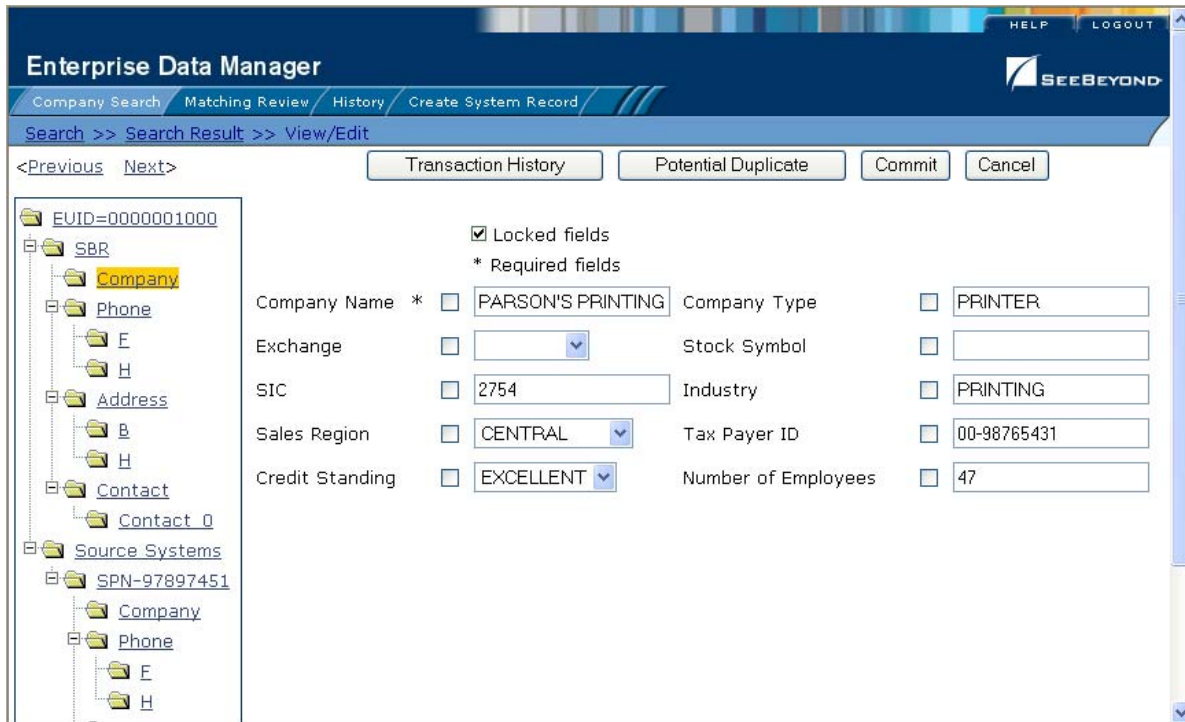 HELP LOGOUT
Enterprise Data Manager
SEEBEYOND
Company Search Matching Review History Create System Record
Search >> Search Result >> View/Edit
<Previous Next> Transaction History Potential Duplicate Commit Cancel
EUID=0000001000
SBR
Company
Phone
F
H
Address
B
H
Contact
Contact_0
Source Systems
SPN-97897451
Company
Phone
F
H
Locked fields
* Required fields
Company Name * PARSON'S PRINTING Company Type PRINTER
Exchange Stock Symbol
SIC 2754 Industry PRINTING
Sales Region CENTRAL Tax Payer ID 00-98765431
Credit Standing EXCELLENT Number of Employees 47